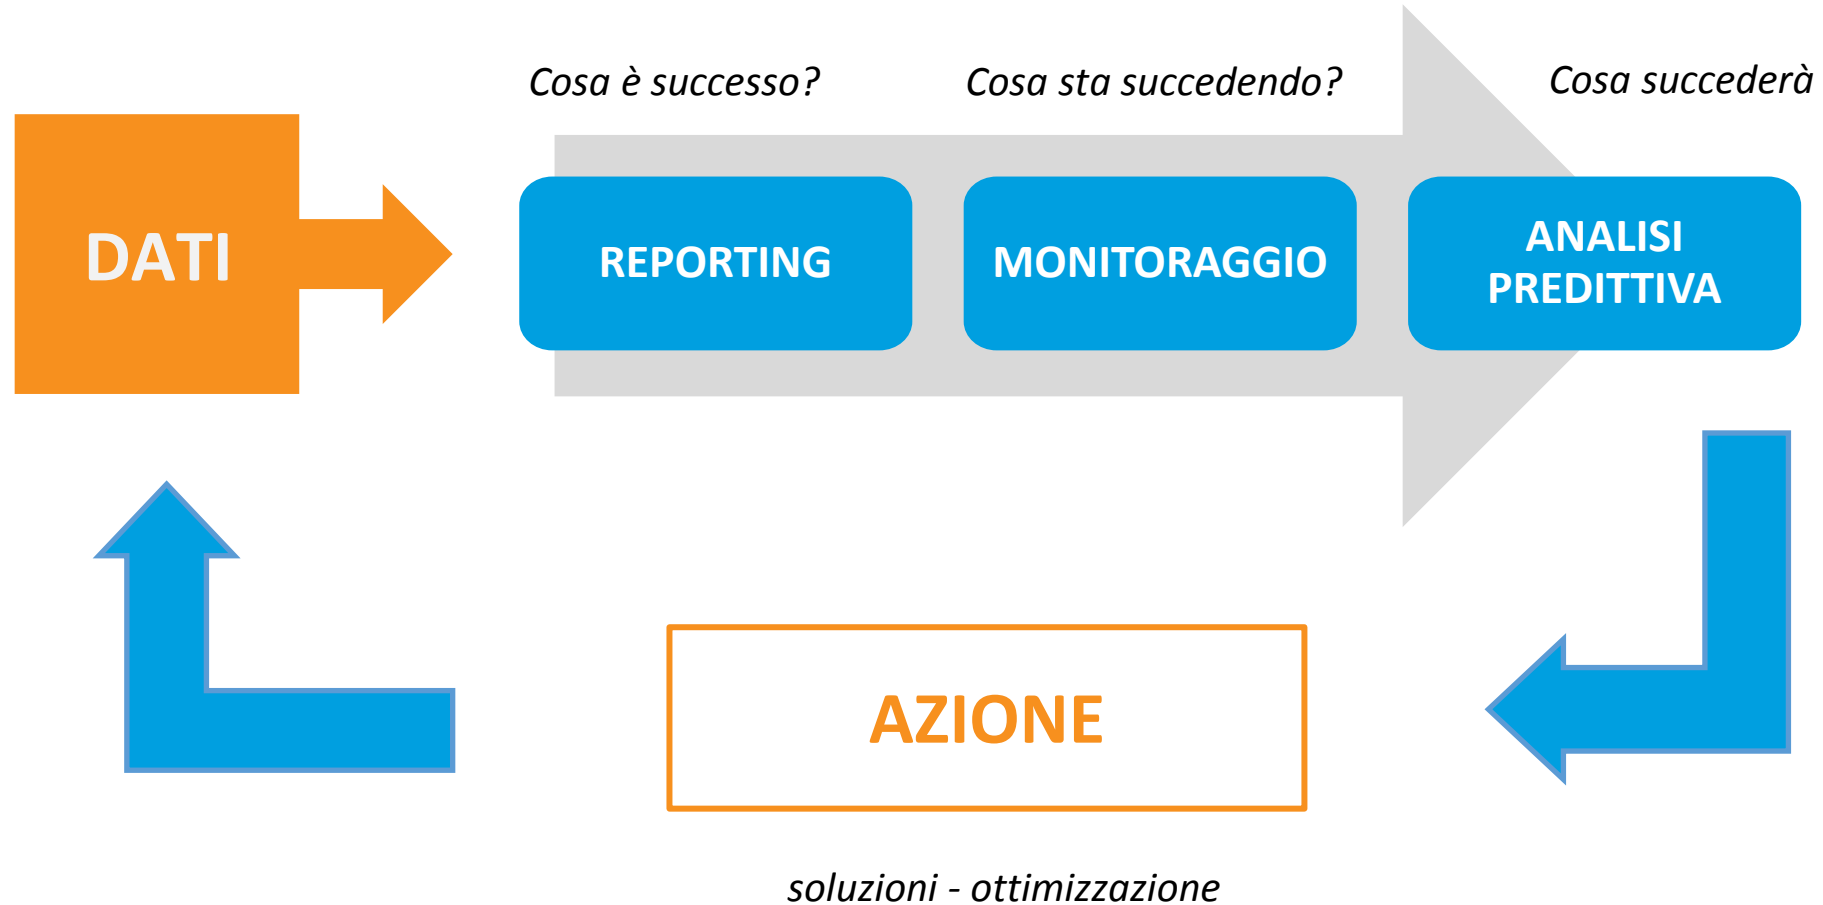 Cosa è successo?
Cosa sta succedendo?
Cosa succederà
DATI
REPORTING
MONITORAGGIO
ANALISI
PREDITTIVA
AZIONE
soluzioni - ottimizzazione